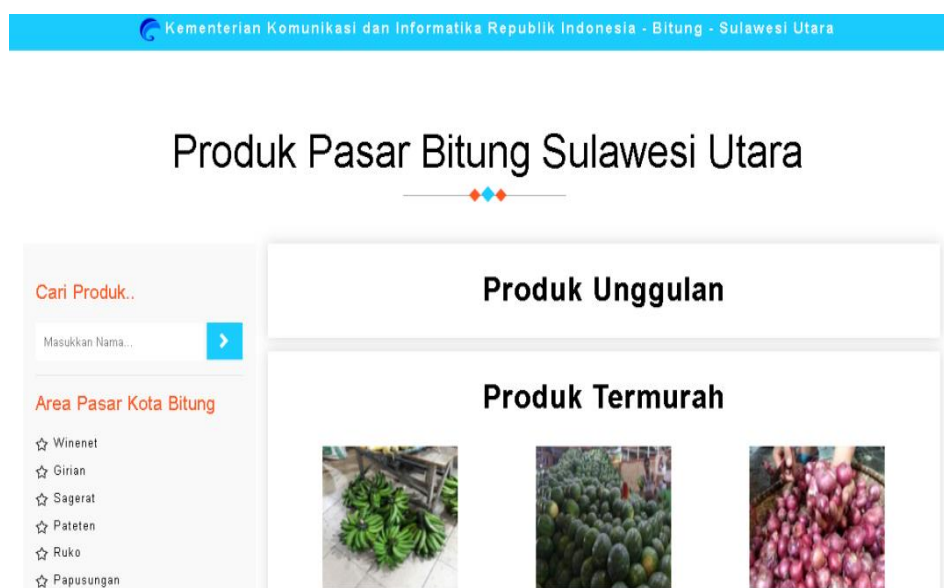 Kementerian Komunikasi dan Informatika Republik Indonesia - Bitung - Sulawesi Utara
Produk Pasar Bitung Sulawesi Utara
Cari Produk..
Masukkan Nama...
Area Pasar Kota Bitung
Winenet
Girian
Sagerat
Pateten
Ruko
Papusungan
Produk Unggulan
Produk Termurah